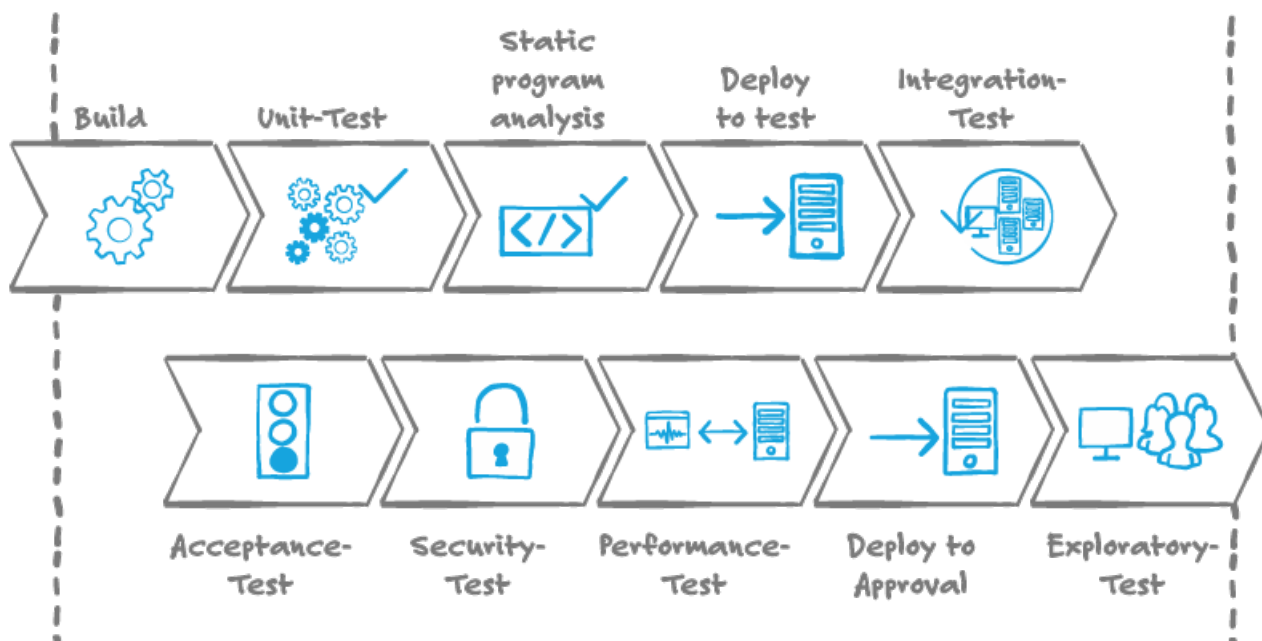 Build
Unit-Test
Static
program
analysis
Deploy
to test
Integration-
Test
</>
Acceptance-
Test
Security-
Test
Performance-
Test
Deploy to
Approval
Exploratory-
Test